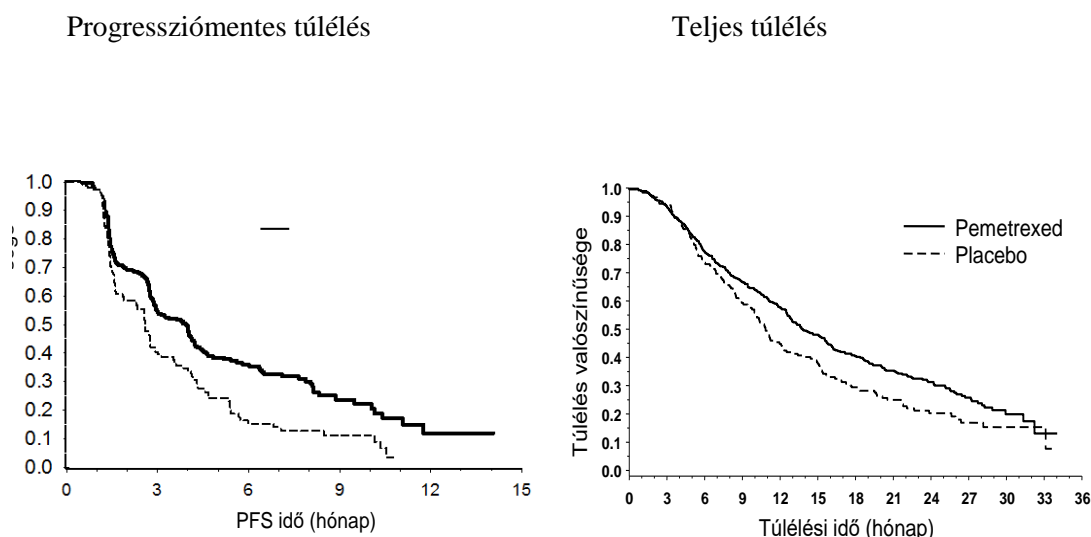 Progressziómentes túlélés
Teljes túlélés
1.0
0.9
0.8
0.7
0.6
0.5
0.4
0.3
0.2
0.1
0.0
0 3 6 9 12 15
PFS idő (hónap)
Túlélés valószínűsége
1.0
0.9
0.8
0.7
0.6
0.5
0.4
0.3
0.2
0.1
0.0
Pemetrexed
Placebo
0 3 6 9 12 15 18 21 24 27 30 33 36
Túlélési idő (hónap)